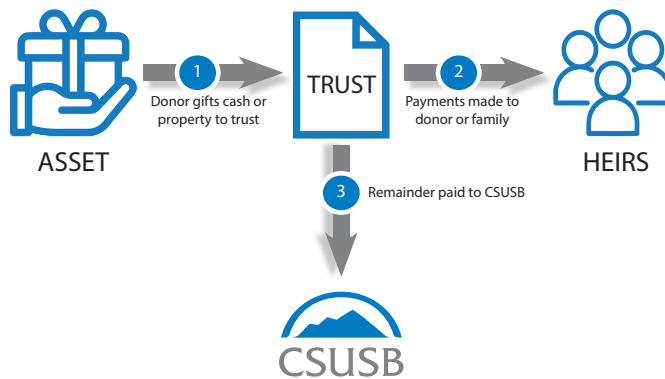 1
Donor gifts cash or
property to trust
ASSET
TRUST
2
Payments made to
donor or family
HEIRS
3
Remainder paid to CSUSB
CSUSB